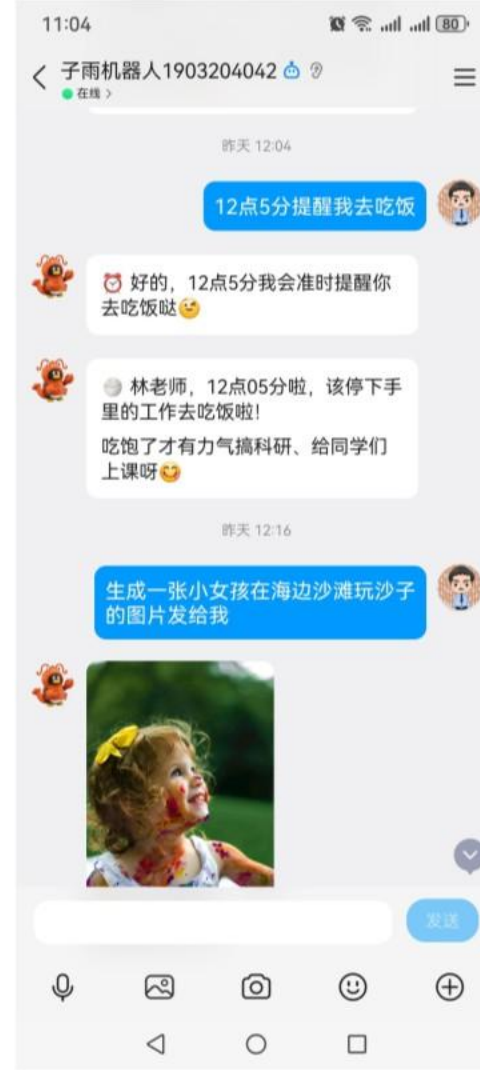 11:04
80
子雨机器人1903204042
在线 >
昨天 12:04
12点5分提醒我去吃饭
好的，12点5分我会准时提醒你
去吃饭哒
林老师，12点05分啦，该停下手
里的工作去吃饭啦！
吃饱了才有力气搞科研、给同学们
上课呀
昨天 12:16
生成一张小女孩在海边沙滩玩沙子
的图片发给我
发送